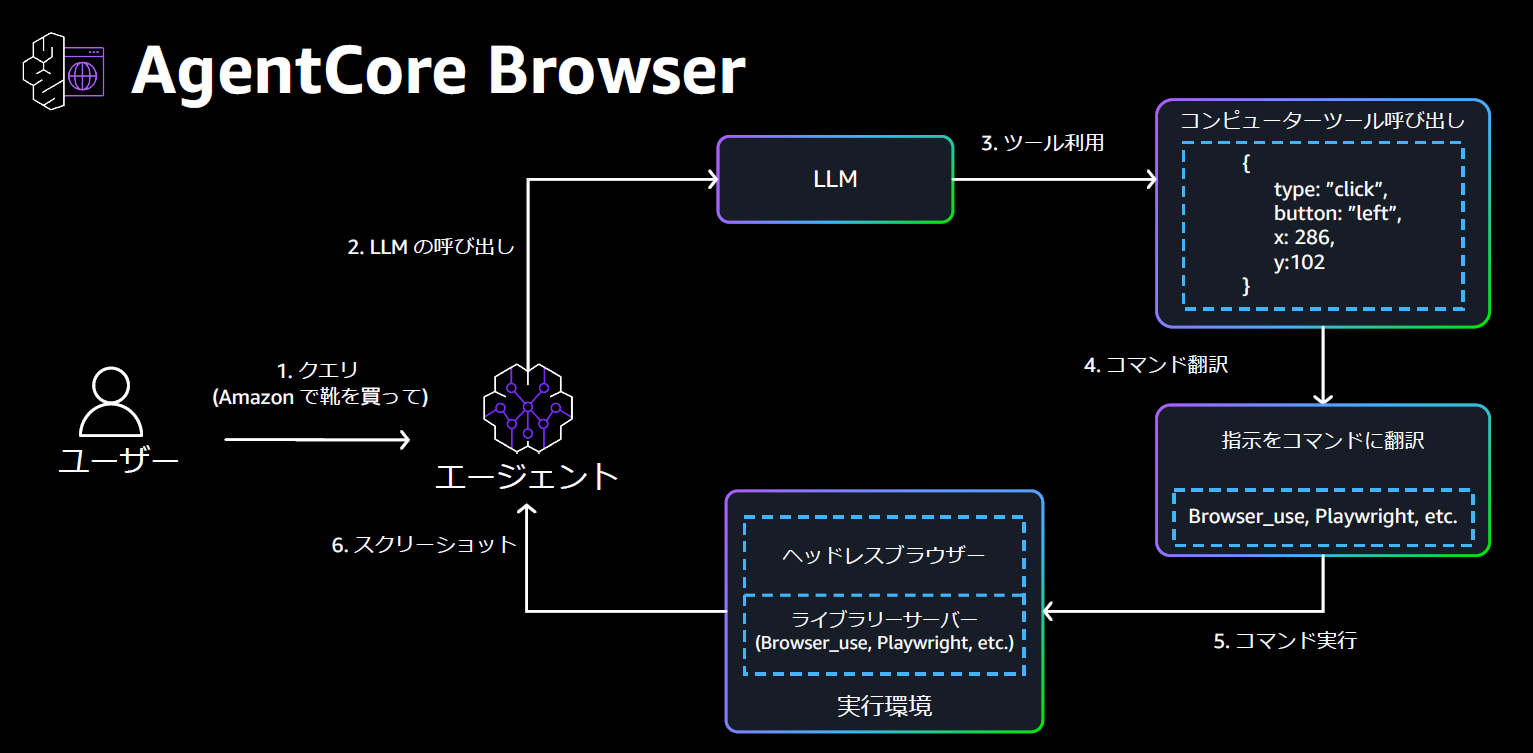 AgentCore Browser
コンピューターツール呼び出し
{
type: ”click”,
button: ”left”,
x: 286,
y:102
}
3. ツール利用
LLM
2. LLM の呼び出し
4. コマンド翻訳
1. クエリ
(Amazon で靴を買って)
ユーザー
エージェント
指示をコマンドに翻訳
Browser_use, Playwright, etc.
6. スクリーショット
ヘッドレスブラウザー
ライブラリーサーバー
(Browser_use, Playwright, etc.)
実行環境
5. コマンド実行